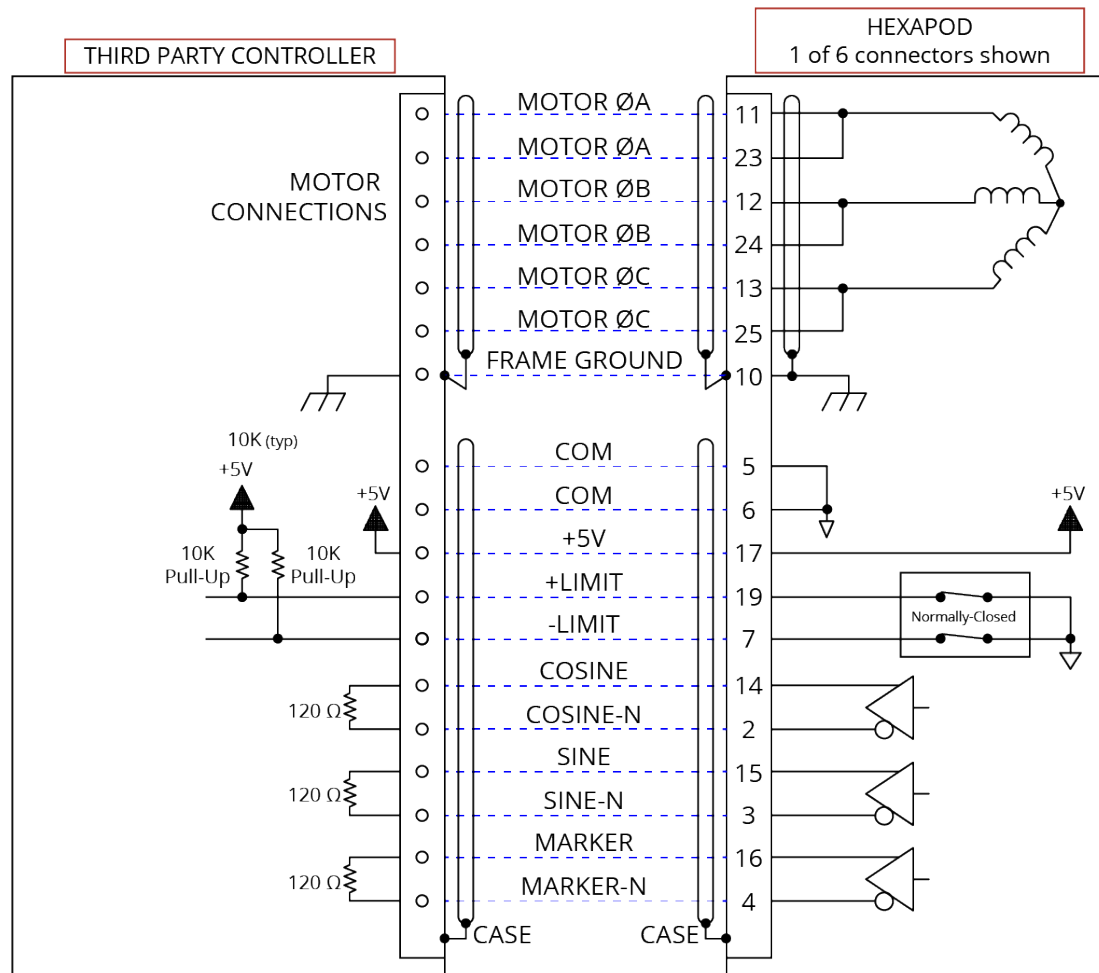 THIRD PARTY CONTROLLER
HEXAPOD
1 of 6 connectors shown
MOTOR
CONNECTIONS
MOTOR ØA
11
MOTOR ØA
23
MOTOR ØB
12
MOTOR ØB
24
MOTOR ØC
13
MOTOR ØC
25
FRAME GROUND
10
10K (typ)
+5V
+5V
10K
Pull-Up
10K
Pull-Up
COM
5
COM
6
+5V
17
+5V
+LIMIT
19
-LIMIT
7
Normally-Closed
COSINE
14
120 Ω
COSINE-N
2
SINE
15
120 Ω
SINE-N
3
MARKER
16
120 Ω
MARKER-N
4
CASE
CASE